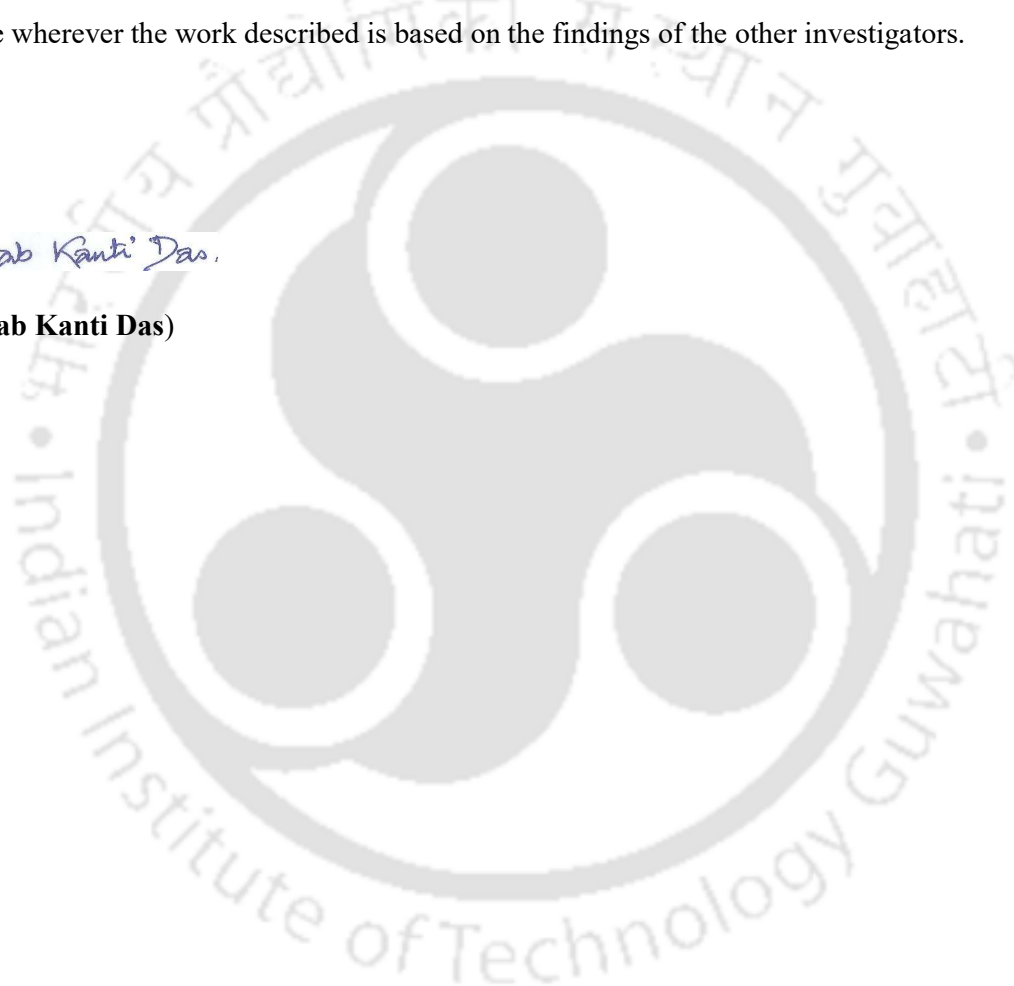 wherever the work described is based on the findings of the other investigators.
Kanti Das.
ab Kanti Das)
भारतीय प्रौद्योगिकी संस्थान गुवाहाटी
Indian Institute of Technology Guwahati